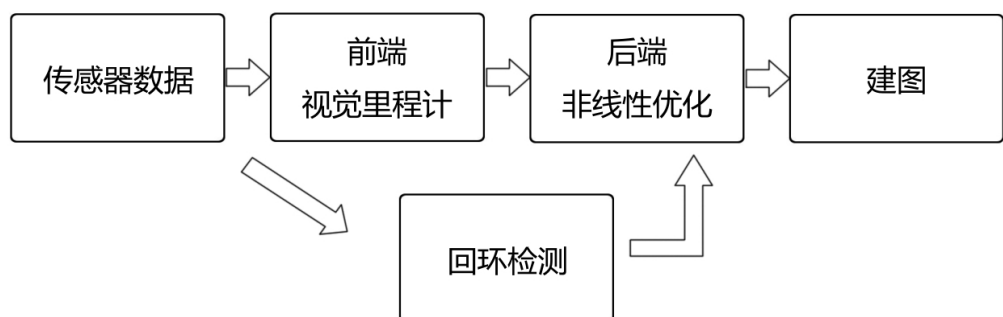 传感器数据
前端
视觉里程计
后端
非线性优化
建图
回环检测